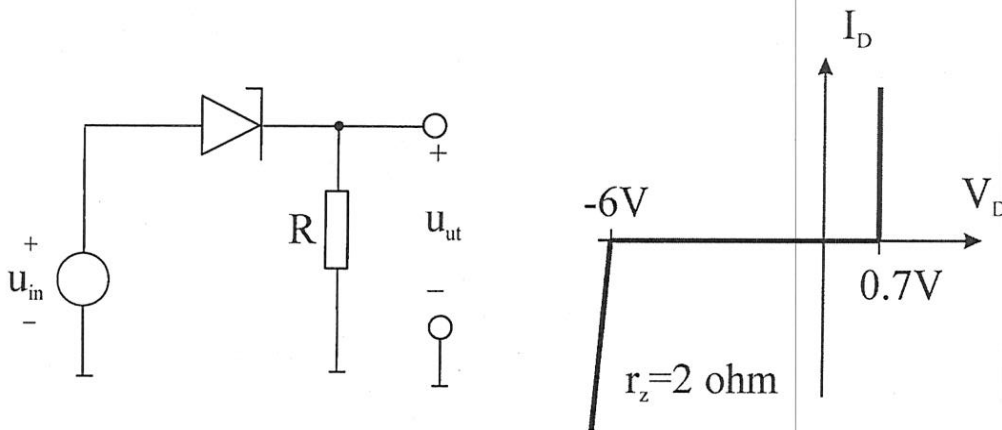 +
u_in
−
R
+
u_ut
−
I_D
-6V
V_D
0.7V
r_z=2 ohm